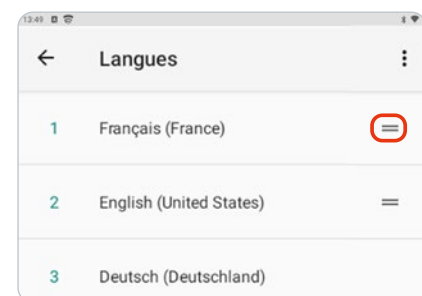 13:49
Langues
1 Français (France)
2 English (United States)
3 Deutsch (Deutschland)